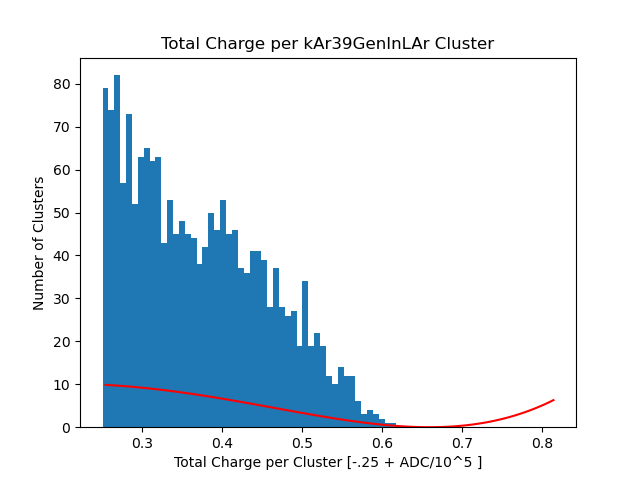 Total Charge per kAr39GenInLAr Cluster
80
70
60
50
40
30
20
10
0
Number of Clusters
0.3 0.4 0.5 0.6 0.7 0.8
Total Charge per Cluster [-.25 + ADC/10^5 ]